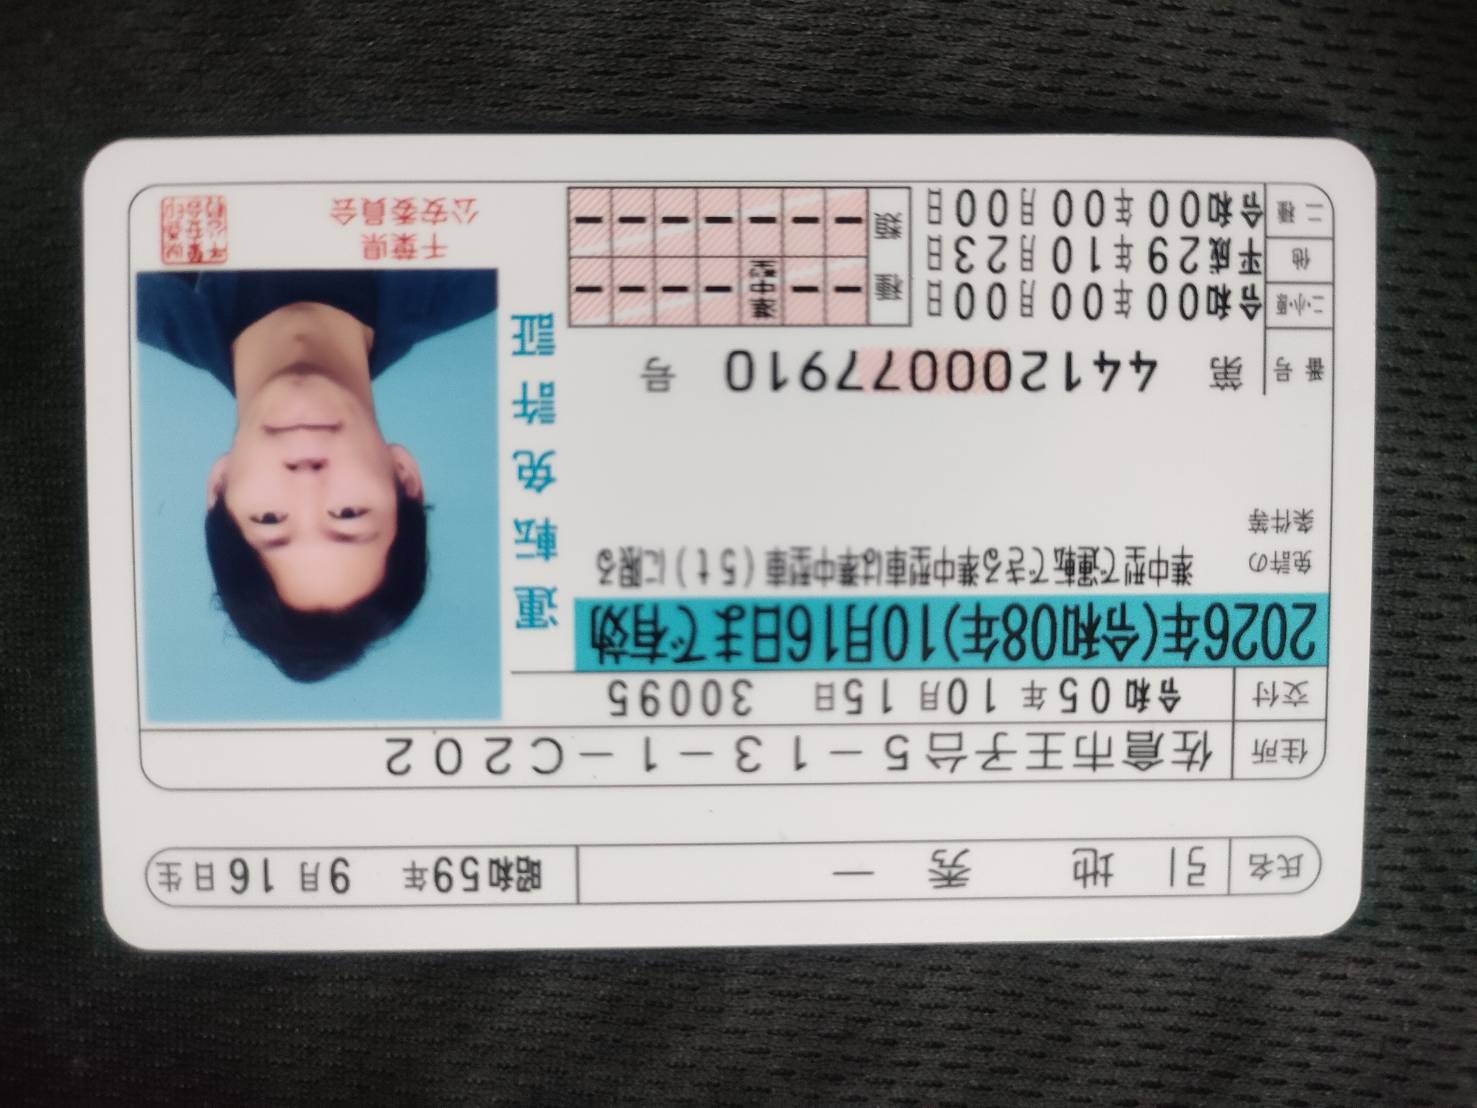 氏名 引地 秀一 昭和59年 9月16日生
住所 佐倉市王子台5-13-1-C202
交付 令和05年10月15日 30095
2026年(令和08年)10月16日まで有効
免許の
条件等
準中型で運転できる準中型車は準中型車(5t)に限る
番号 第 441200077910 号
二・小・原 令和00年00月00日
他 平成29年10月23日
二種 令和00年00月00日
種類
準中型
運転免許証
千葉県
公安委員会